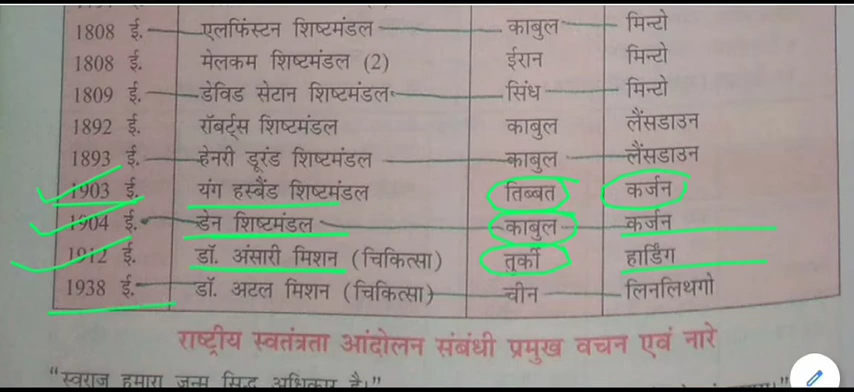 1808 ई. एलफिंस्टन शिष्टमंडल काबुल मिन्टो
1808 ई. मेलकम शिष्टमंडल (2) ईरान मिन्टो
1809 ई. डेविड सेटान शिष्टमंडल सिंध मिन्टो
1892 ई. रॉबर्ट्स शिष्टमंडल काबुल लैंसडाउन
1893 ई. हेनरी डूरंड शिष्टमंडल काबुल लैंसडाउन
1903 ई. यंग हस्बैंड शिष्टमंडल तिब्बत कर्जन
1904 ई. डेन शिष्टमंडल काबुल कर्जन
1912 ई. डॉ. अंसारी मिशन (चिकित्सा) तुर्की हार्डिंग
1938 ई. डॉ. अटल मिशन (चिकित्सा) चीन लिनलिथगो
राष्ट्रीय स्वतंत्रता आंदोलन संबंधी प्रमुख वचन एवं नारे
"स्वराज हमारा जन्म सिद्ध अधिकार है।"